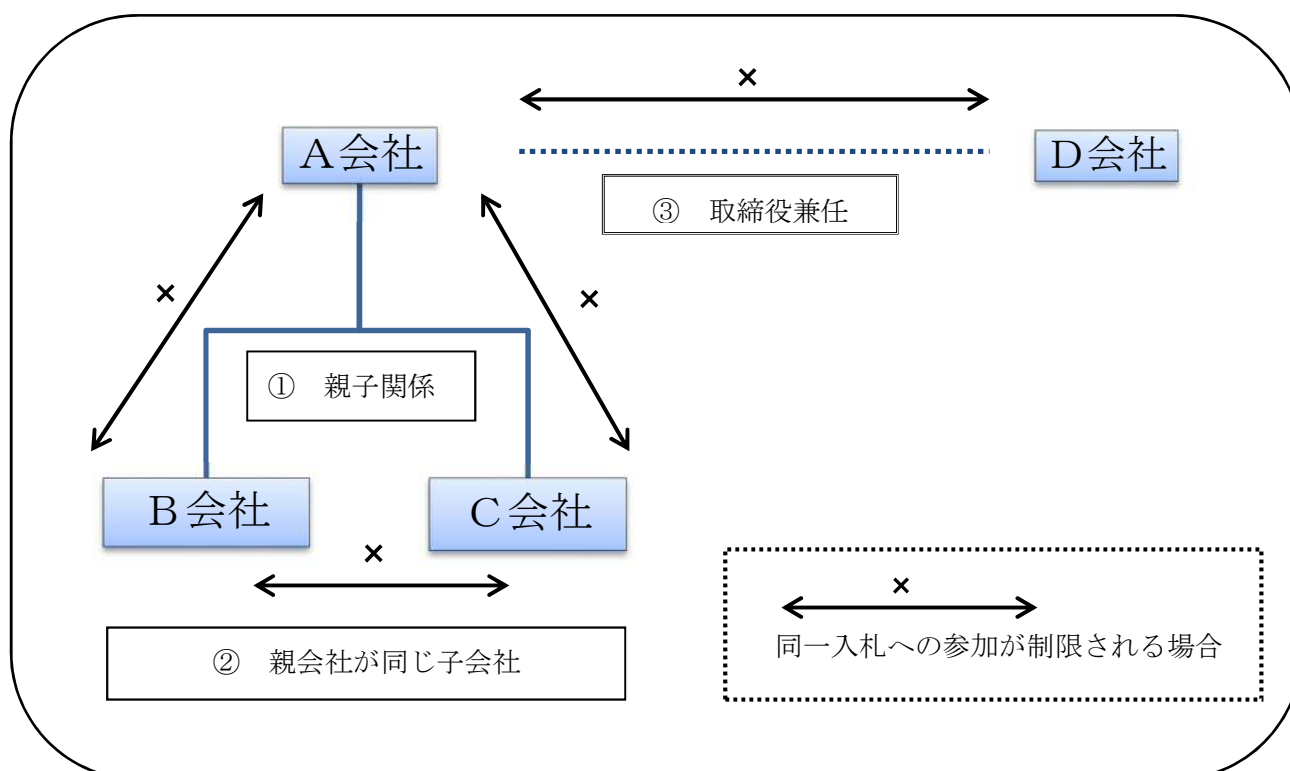 ×
A会社
D会社
③ 取締役兼任
×
×
① 親子関係
B会社
C会社
×
② 親会社が同じ子会社
×
同一入札への参加が制限される場合